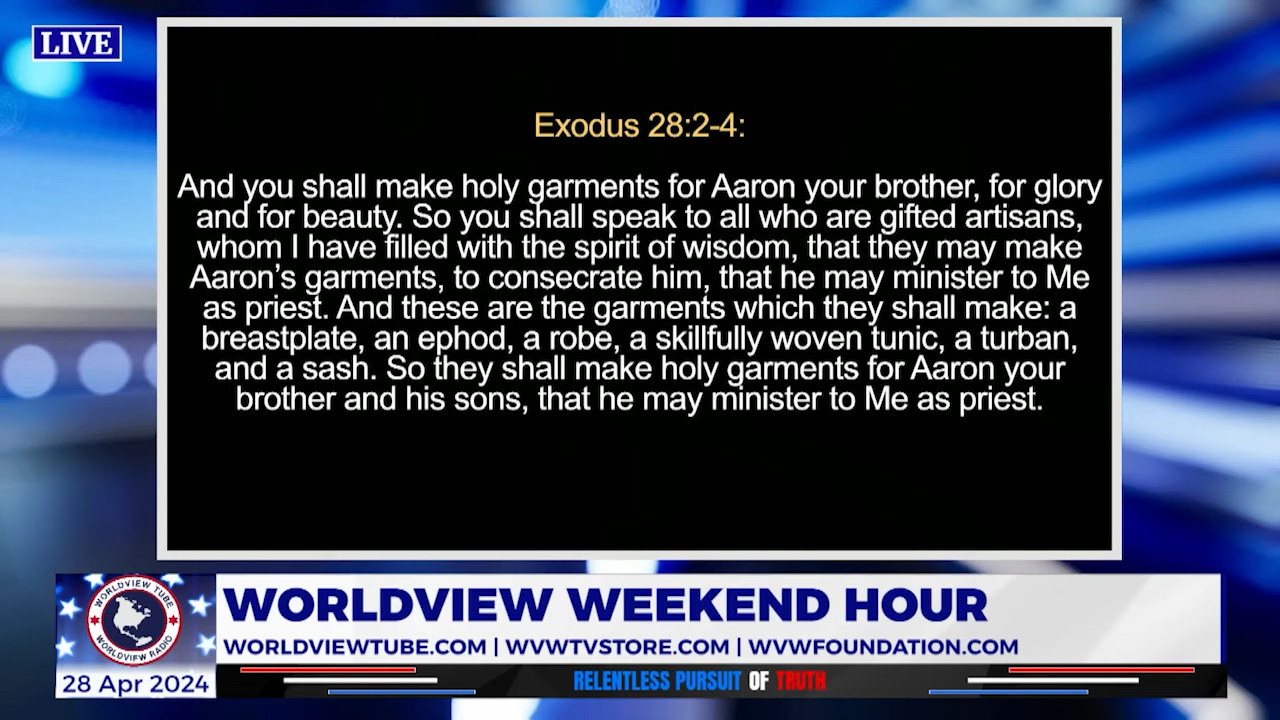 LIVE
Exodus 28:2-4:
And you shall make holy garments for Aaron your brother, for glory
and for beauty. So you shall speak to all who are gifted artisans,
whom I have filled with the spirit of wisdom, that they may make
Aaron’s garments, to consecrate him, that he may minister to Me
as priest. And these are the garments which they shall make: a
breastplate, an ephod, a robe, a skillfully woven tunic, a turban,
and a sash. So they shall make holy garments for Aaron your
brother and his sons, that he may minister to Me as priest.
WORLDVIEW TUBE
WORLDVIEW RADIO
WORLDVIEW WEEKEND HOUR
WORLDVIEWTUBE.COM | WVWTVSTORE.COM | WVWFOUNDATION.COM
28 Apr 2024
RELENTLESS PURSUIT OF TRUTH